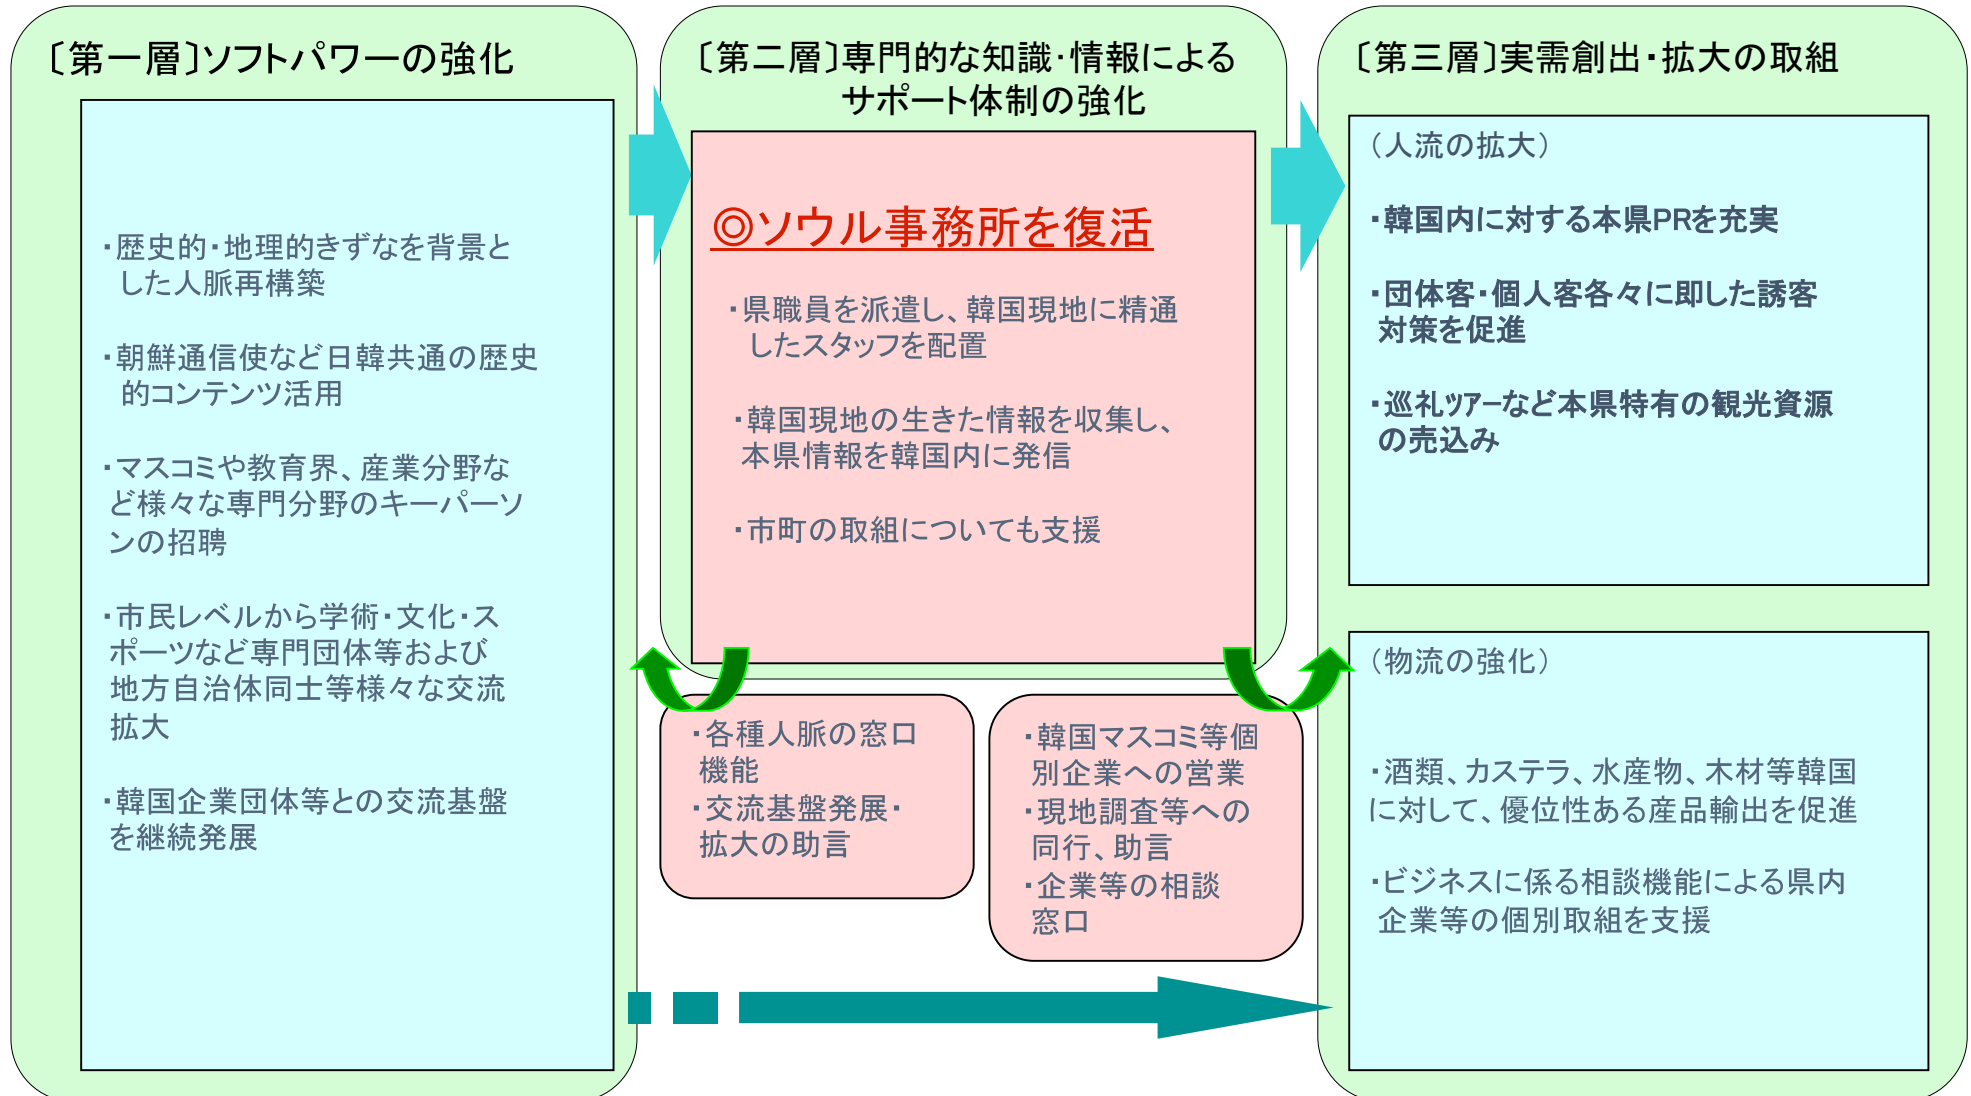 〔第一層〕ソフトパワーの強化
・歴史的・地理的きずなを背景と
した人脈再構築
・朝鮮通信使など日韓共通の歴史
的コンテンツ活用
・マスコミや教育界、産業分野な
ど様々な専門分野のキーパーソ
ンの招聘
・市民レベルから学術・文化・ス
ポーツなど専門団体等および
地方自治体同士等様々な交流
拡大
・韓国企業団体等との交流基盤
を継続発展
〔第二層〕専門的な知識・情報による
サポート体制の強化
◎ソウル事務所を復活
・県職員を派遣し、韓国現地に精通
したスタッフを配置
・韓国現地の生きた情報を収集し、
本県情報を韓国内に発信
・市町の取組についても支援
・各種人脈の窓口
機能
・交流基盤発展・
拡大の助言
・韓国マスコミ等個
別企業への営業
・現地調査等への
同行、助言
・企業等の相談
窓口
〔第三層〕実需創出・拡大の取組
（人流の拡大）
・韓国内に対する本県PRを充実
・団体客・個人客各々に即した誘客
対策を促進
・巡礼ﾂｱｰなど本県特有の観光資源
の売込み
（物流の強化）
・酒類、カステラ、水産物、木材等韓国
に対して、優位性ある産品輸出を促進
・ビジネスに係る相談機能による県内
企業等の個別取組を支援